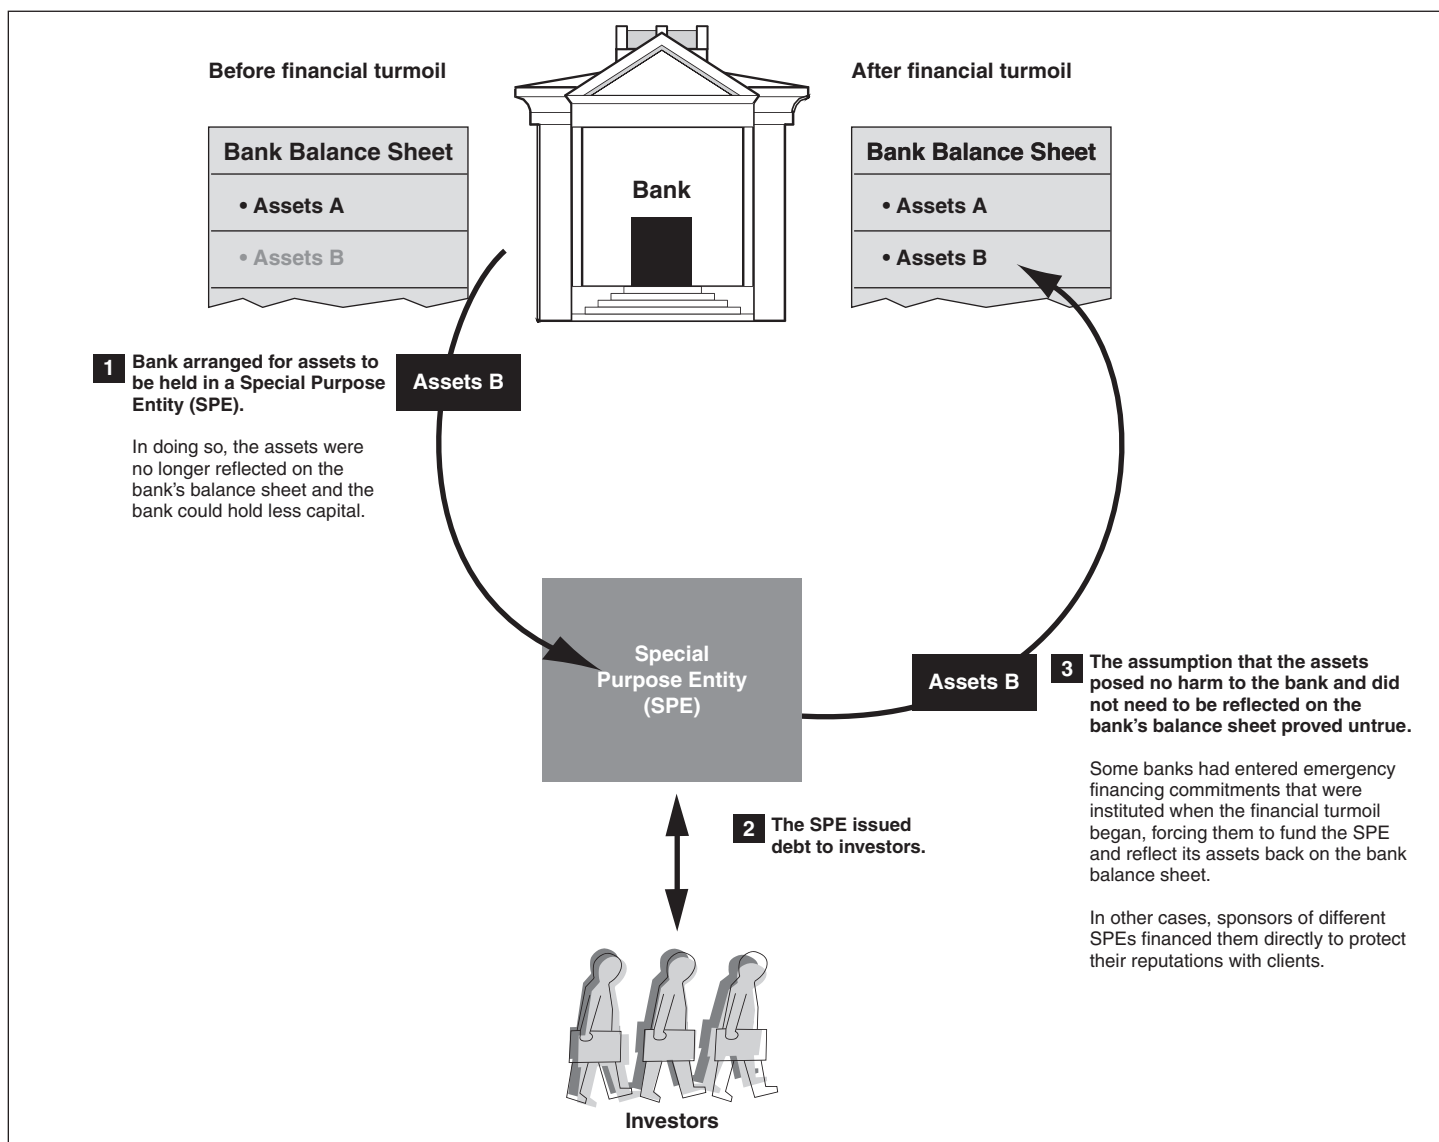 Before financial turmoil
After financial turmoil
Bank Balance Sheet
• Assets A
• Assets B
Bank
Bank Balance Sheet
• Assets A
• Assets B
1 Bank arranged for assets to
be held in a Special Purpose
Entity (SPE).
In doing so, the assets were
no longer reflected on the
bank's balance sheet and the
bank could hold less capital.
Assets B
Special
Purpose Entity
(SPE)
2 The SPE issued
debt to investors.
Investors
Assets B
3 The assumption that the assets
posed no harm to the bank and did
not need to be reflected on the
bank's balance sheet proved untrue.
Some banks had entered emergency
financing commitments that were
instituted when the financial turmoil
began, forcing them to fund the SPE
and reflect its assets back on the bank
balance sheet.
In other cases, sponsors of different
SPEs financed them directly to protect
their reputations with clients.